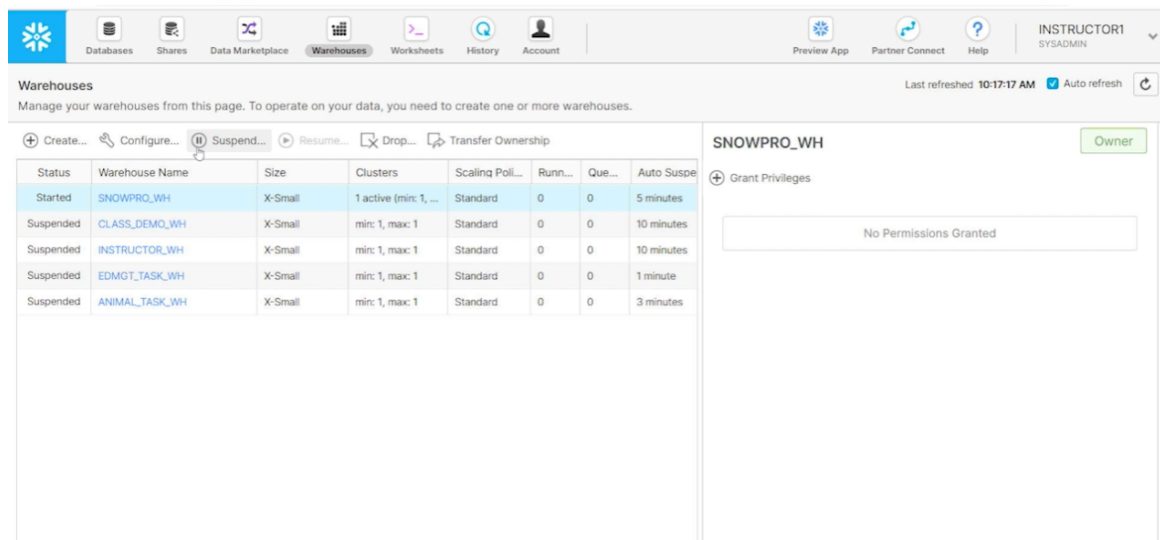 Databases Shares Data Marketplace Warehouses Worksheets History Account Preview App Partner Connect Help INSTRUCTOR1
SYSADMIN
Warehouses Last refreshed 10:17:17 AM Auto refresh
Manage your warehouses from this page. To operate on your data, you need to create one or more warehouses.
Create... Configure... Suspend... Resume... Drop... Transfer Ownership
Status Warehouse Name Size Clusters Scaling Poli... Runn... Que... Auto Suspe
Started SNOWPRO_WH X-Small 1 active (min: 1, ... Standard 0 0 5 minutes
Suspended CLASS_DEMO_WH X-Small min: 1, max: 1 Standard 0 0 10 minutes
Suspended INSTRUCTOR_WH X-Small min: 1, max: 1 Standard 0 0 10 minutes
Suspended EDMGT_TASK_WH X-Small min: 1, max: 1 Standard 0 0 1 minute
Suspended ANIMAL_TASK_WH X-Small min: 1, max: 1 Standard 0 0 3 minutes
SNOWPRO_WH Owner
Grant Privileges
No Permissions Granted